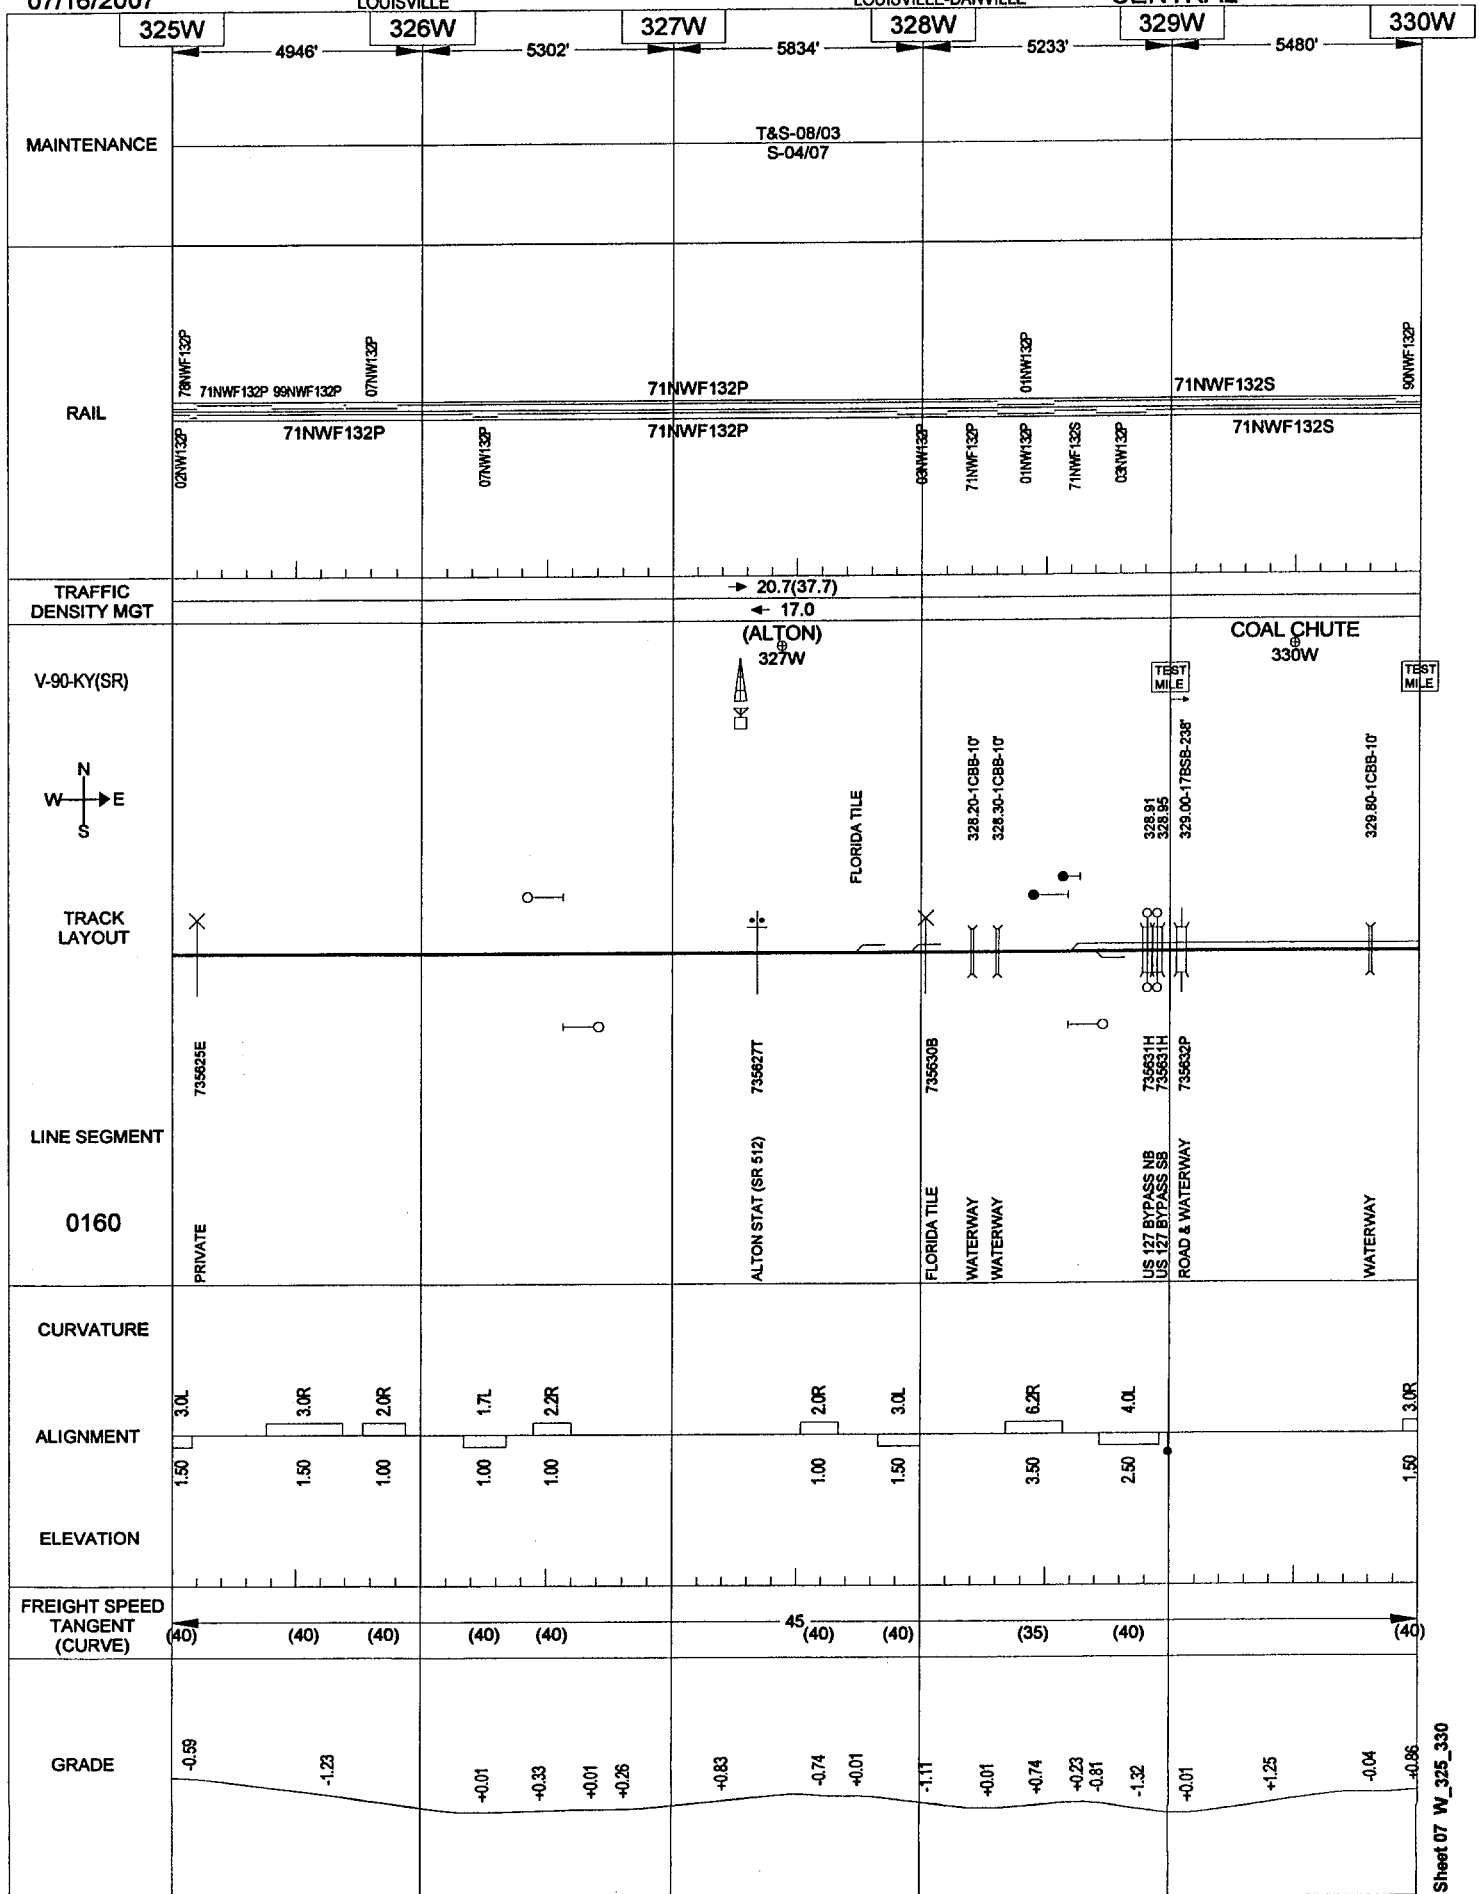 07/16/2007 LOUISVILLE LOUISVILLE-DANVILLE CENTRAL
325W 326W 327W 328W 329W 330W
4946' 5302' 5834' 5233' 5480'
MAINTENANCE
T&S-08/03
S-04/07
RAIL
78NWF132P 71NWF132P 99NWF132P 07NW132P 71NWF132P 01NW132P 71NWF132S 90NWF132P
02NW132P 71NWF132P 07NW132P 71NWF132P 03NW132P 71NWF132P 01NW132P 71NWF132S 03NW132P 71NWF132S
TRAFFIC
DENSITY MGT
→ 20.7(37.7)
← 17.0
V-90-KY(SR)
(ALTON)
327W
COAL CHUTE
330W
TEST
MILE
TEST
MILE
N
W E
S
FLORIDA TILE
328.20-1CBB-10'
328.30-1CBB-10'
328.91
328.95
329.00-17BSB-238'
329.80-1CBB-10'
TRACK
LAYOUT
735625E
735627T
735630B
735631H
735631H
735632P
LINE SEGMENT
0160
PRIVATE
ALTON STAT (SR 512)
FLORIDA TILE
WATERWAY
WATERWAY
US 127 BYPASS NB
US 127 BYPASS SB
ROAD & WATERWAY
WATERWAY
CURVATURE
3.0L 3.0R 2.0R 1.7L 2.2R 2.0R 3.0L 6.2R 4.0L 3.0R
ALIGNMENT
1.50 1.50 1.00 1.00 1.00 1.00 1.50 3.50 2.50 1.50
ELEVATION
FREIGHT SPEED
TANGENT
(CURVE)
45
(40) (40) (40) (40) (40) (40) (40) (35) (40) (40)
GRADE
-0.59 -1.23 +0.01 +0.33 +0.01 +0.26 +0.83 -0.74 +0.01 -1.11 +0.01 +0.74 +0.23 -0.81 -1.32 +0.01 +1.25 -0.04 +0.86
Sheet 07 W_325_330